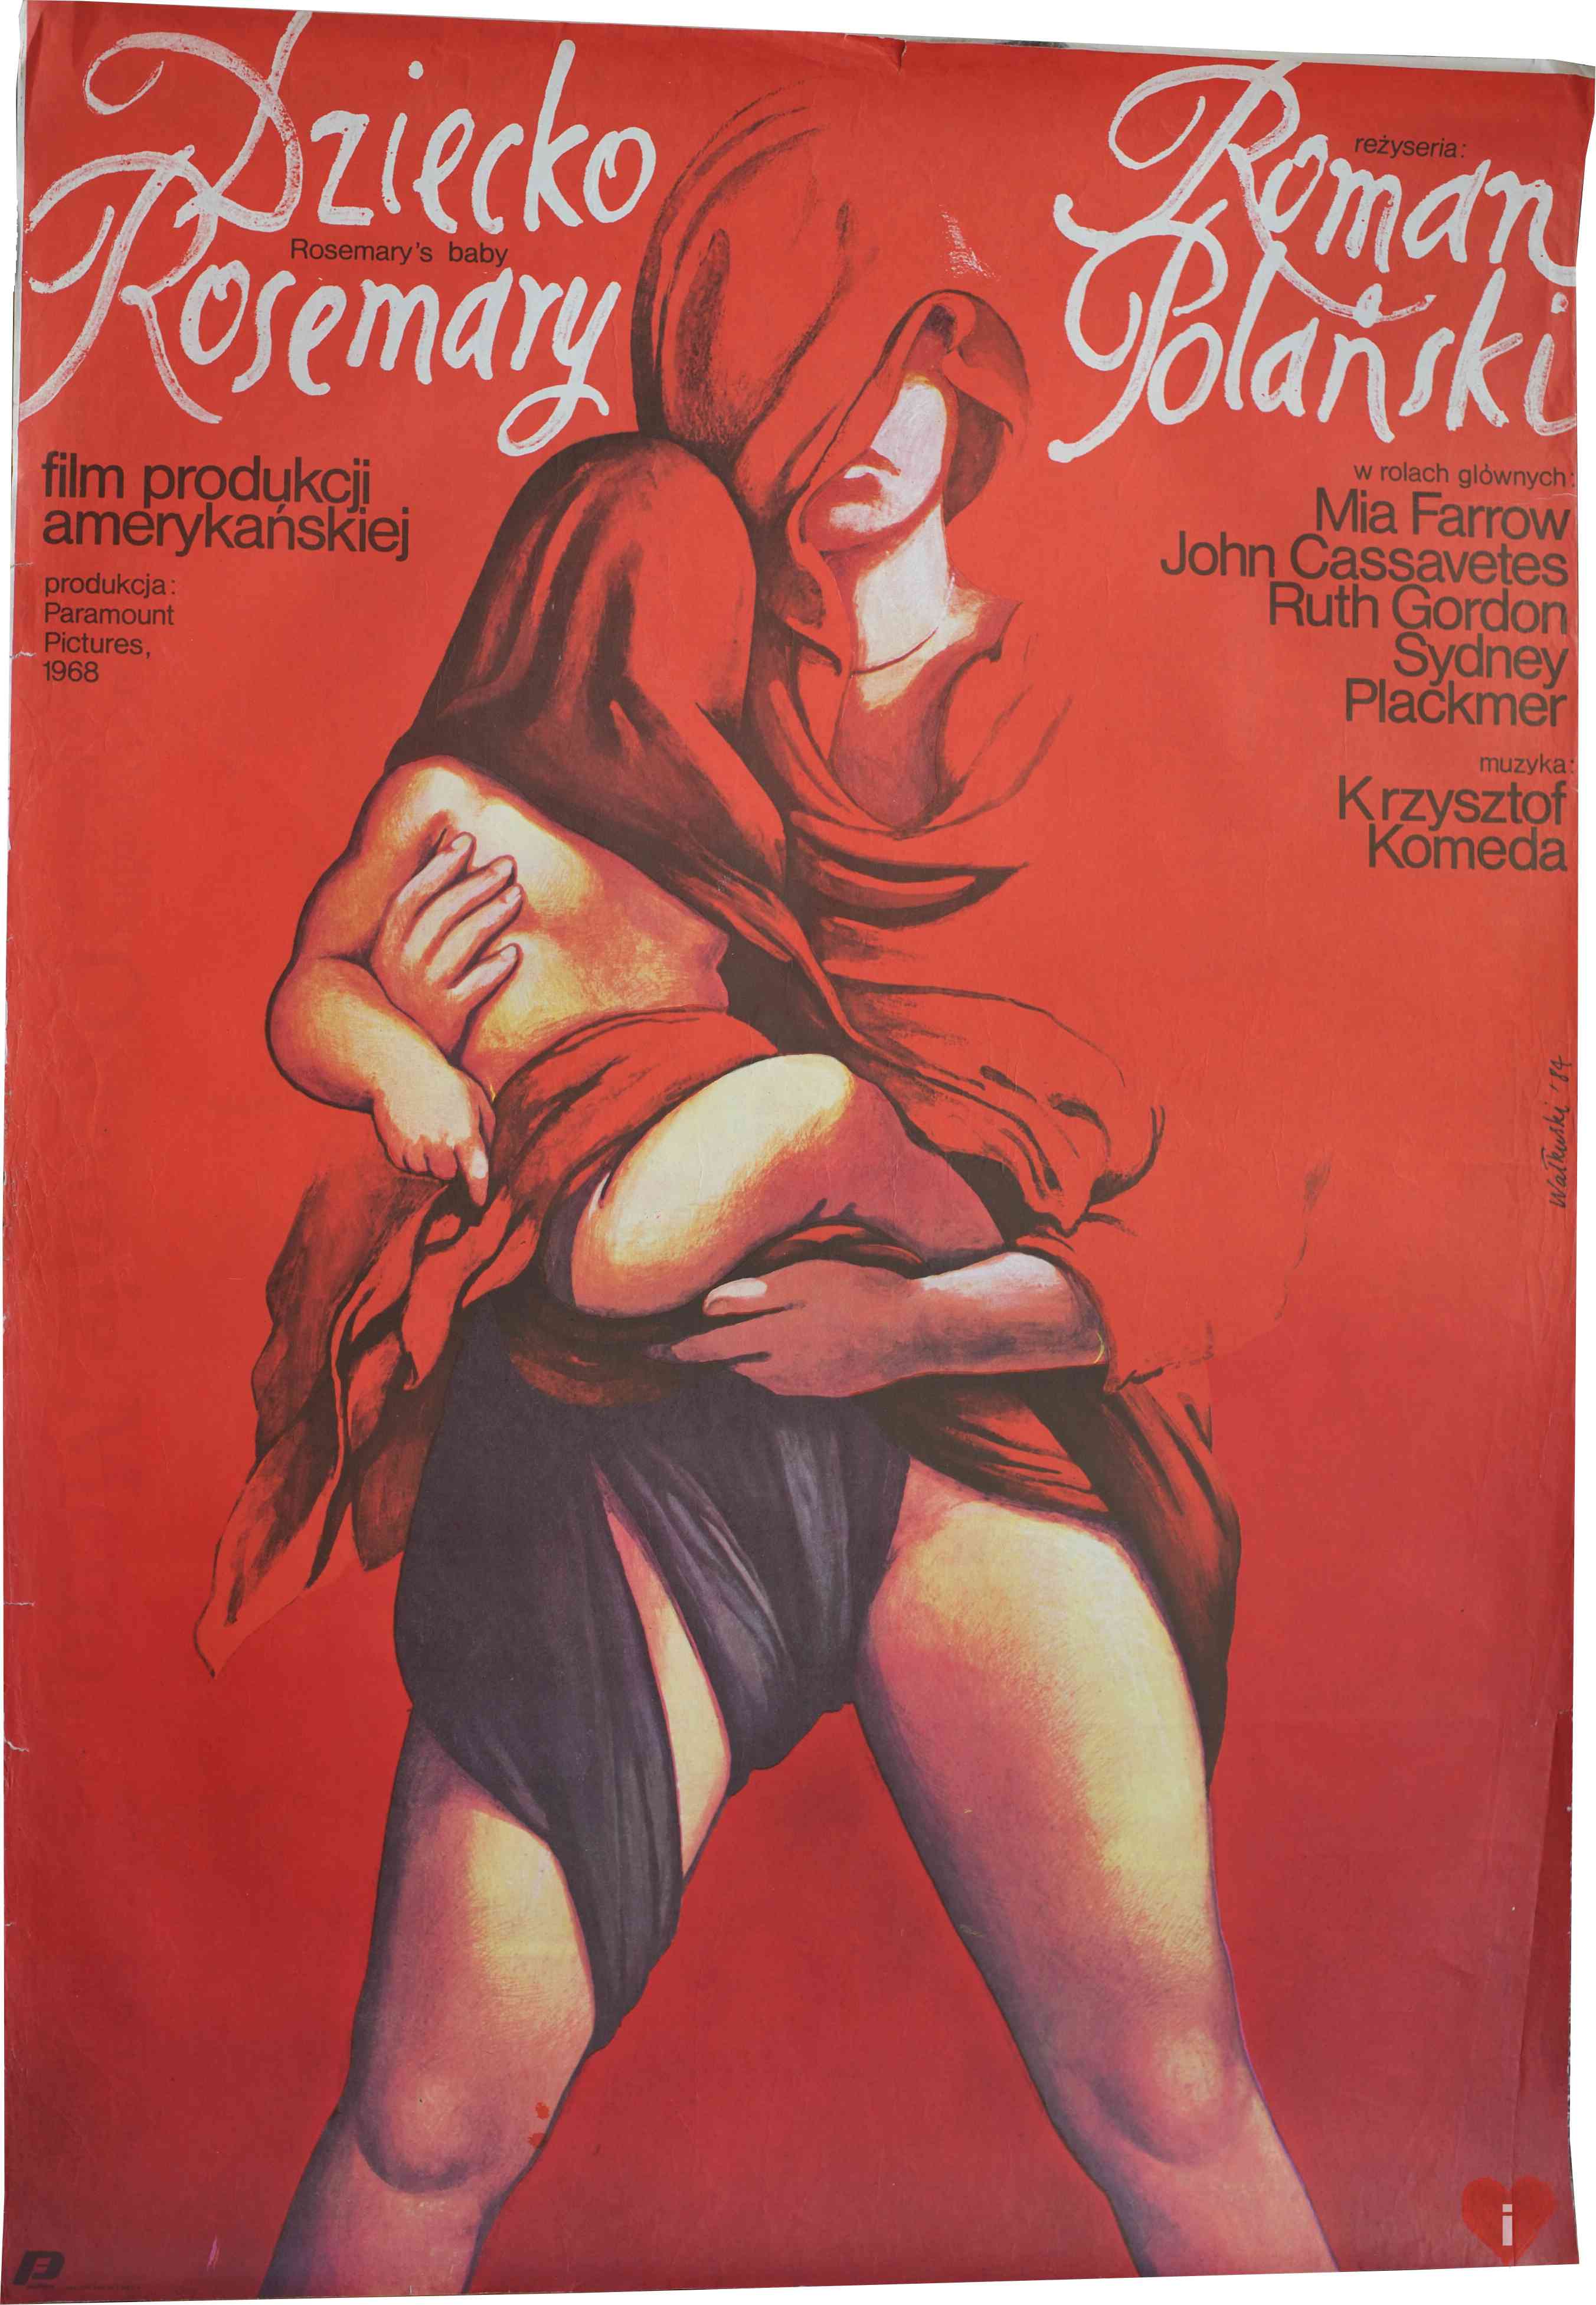 Dziecko
Rosemary's baby
Rosemary
film produkcji
amerykańskiej
produkcja:
Paramount
Pictures,
1968
reżyseria:
Roman
Polański
w rolach głównych:
Mia Farrow
John Cassavetes
Ruth Gordon
Sydney
Plackmer
muzyka:
Krzysztof
Komeda
Wałkuski '84
i